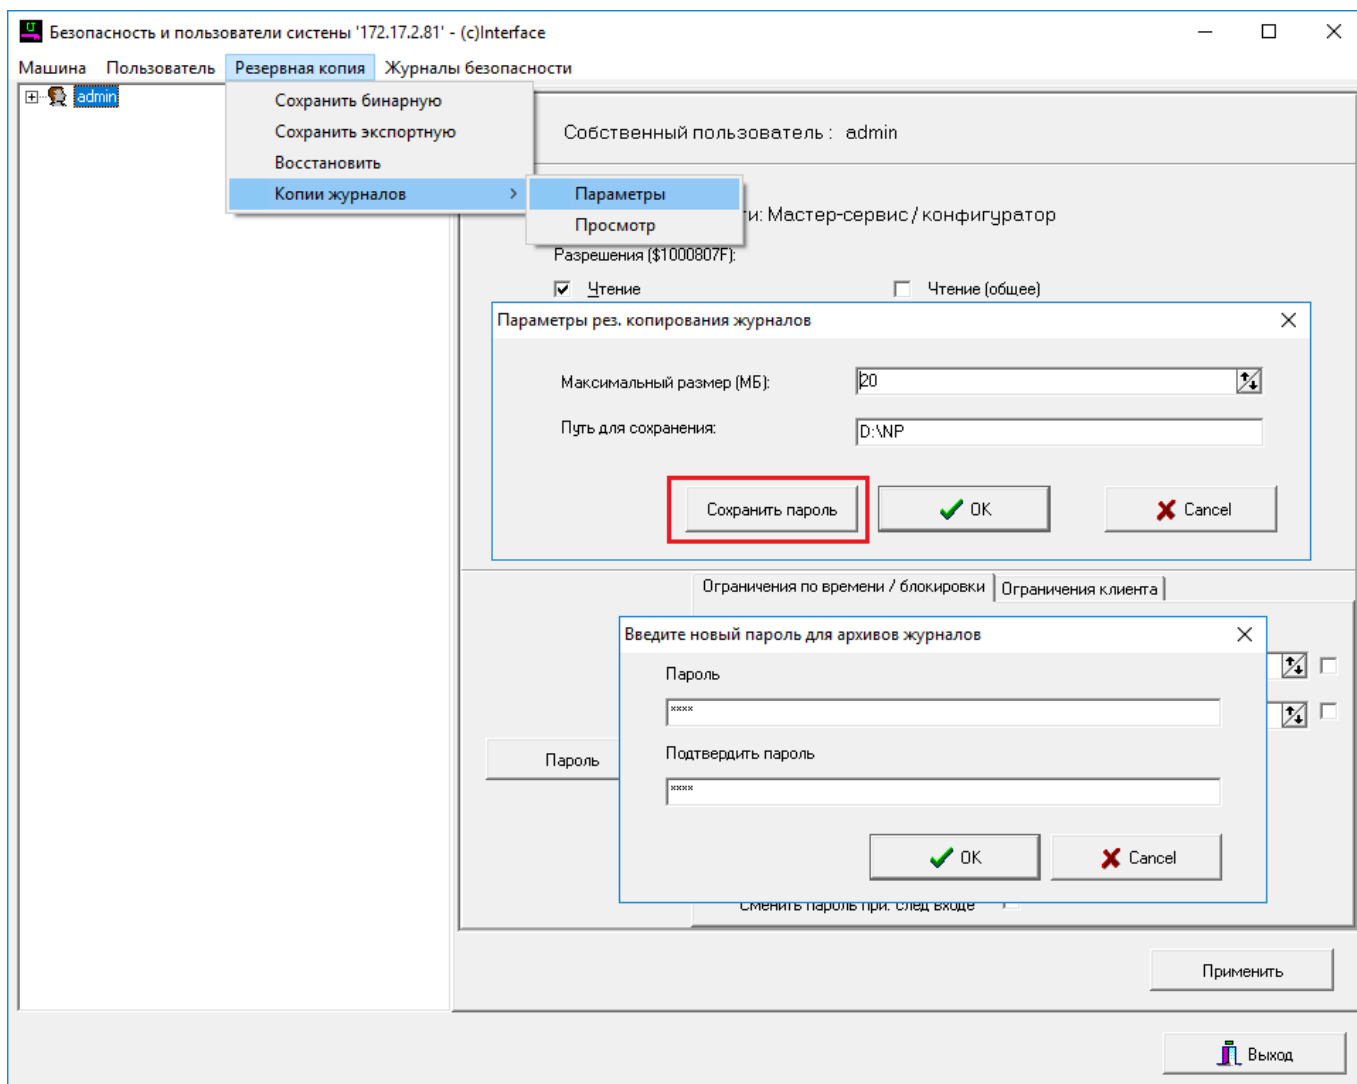 Безопасность и пользователи системы '172.17.2.81' - (c)Interface
Машина Пользователь Резервная копия Журналы безопасности
admin
Сохранить бинарную
Сохранить экспортную
Восстановить
Копии журналов
Параметры
Просмотр
Собственный пользователь : admin
ти: Мастер-сервис / конфигуратор
Разрешения ($1000807F):
Чтение Чтение (общее)
Параметры рез. копирования журналов
Максимальный размер (МБ): 20
Путь для сохранения: D:\NP
Сохранить пароль OK Cancel
Ограничения по времени / блокировки Ограничения клиента
Введите новый пароль для архивов журналов
Пароль
****
Подтвердить пароль
****
OK Cancel
Пароль
Сменить пароль при. след входе
Применить
Выход